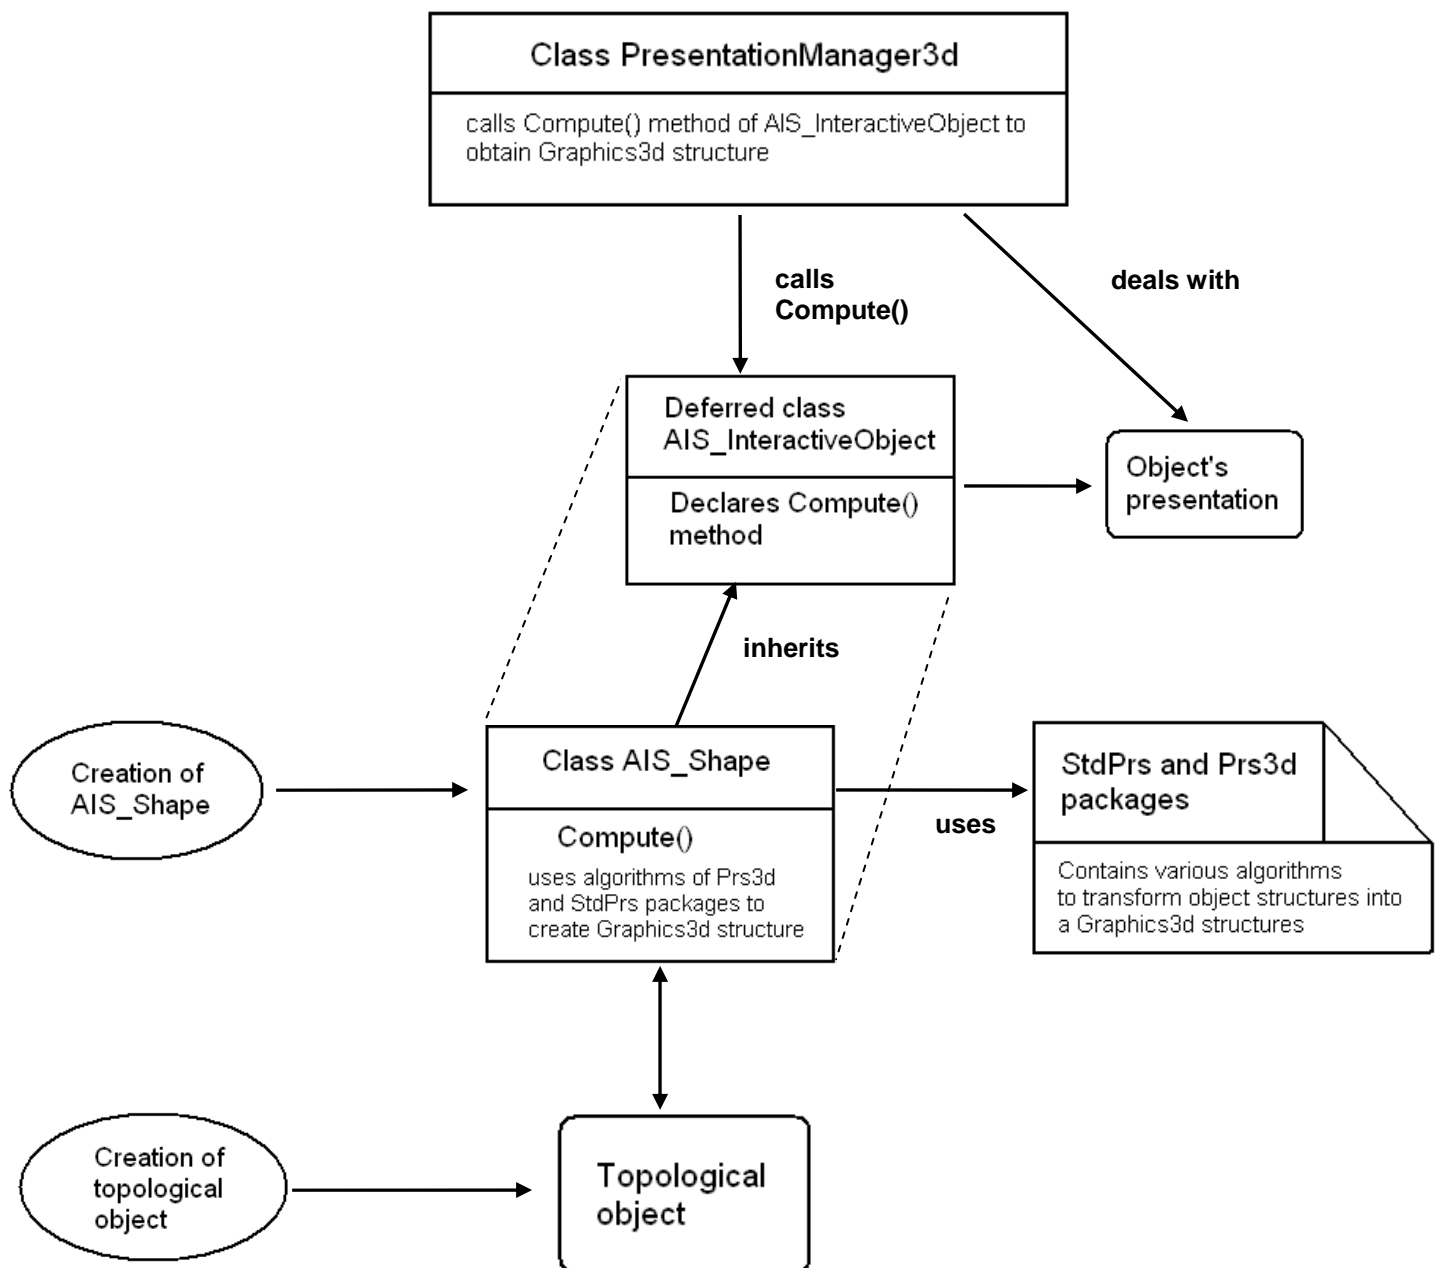 Class PresentationManager3d
calls Compute() method of AIS_InteractiveObject to
obtain Graphics3d structure
calls
Compute()
deals with
Deferred class
AIS_InteractiveObject
Declares Compute()
method
Object's
presentation
inherits
Creation of
AIS_Shape
Class AIS_Shape
Compute()
uses algorithms of Prs3d
and StdPrs packages to
create Graphics3d structure
uses
StdPrs and Prs3d
packages
Contains various algorithms
to transform object structures into
a Graphics3d structures
Creation of
topological
object
Topological
object